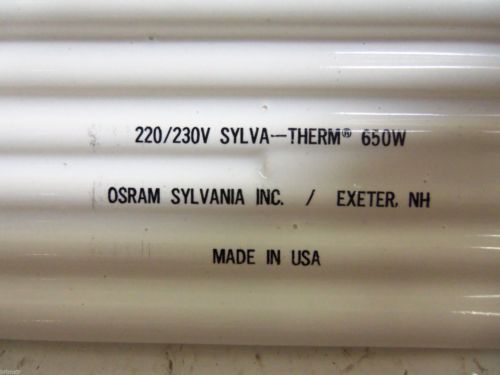 220/230V SYLVA-THERM® 650W
OSRAM SYLVANIA INC. / EXETER, NH
MADE IN USA